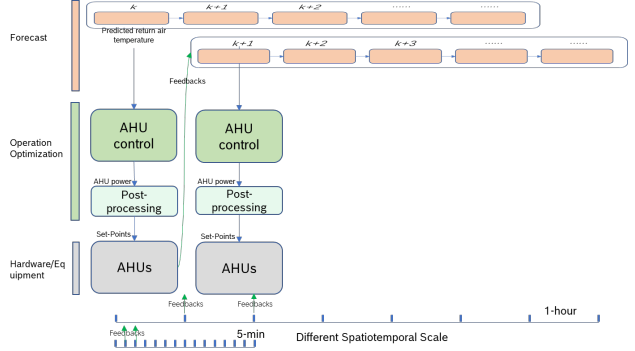 k
k+1
k+2
......
......
Forecast
Predicted return air
temperature
k+1
k+2
k+3
......
......
Feedbacks
Operation
Optimization
AHU
control
AHU
control
AHU power
AHU power
Post-
processing
Post-
processing
Set-Points
Set-Points
Hardware/Eq
uipment
AHUs
AHUs
Feedbacks
Feedbacks
1-hour
Feedbacks
5-min
Different Spatiotemporal Scale